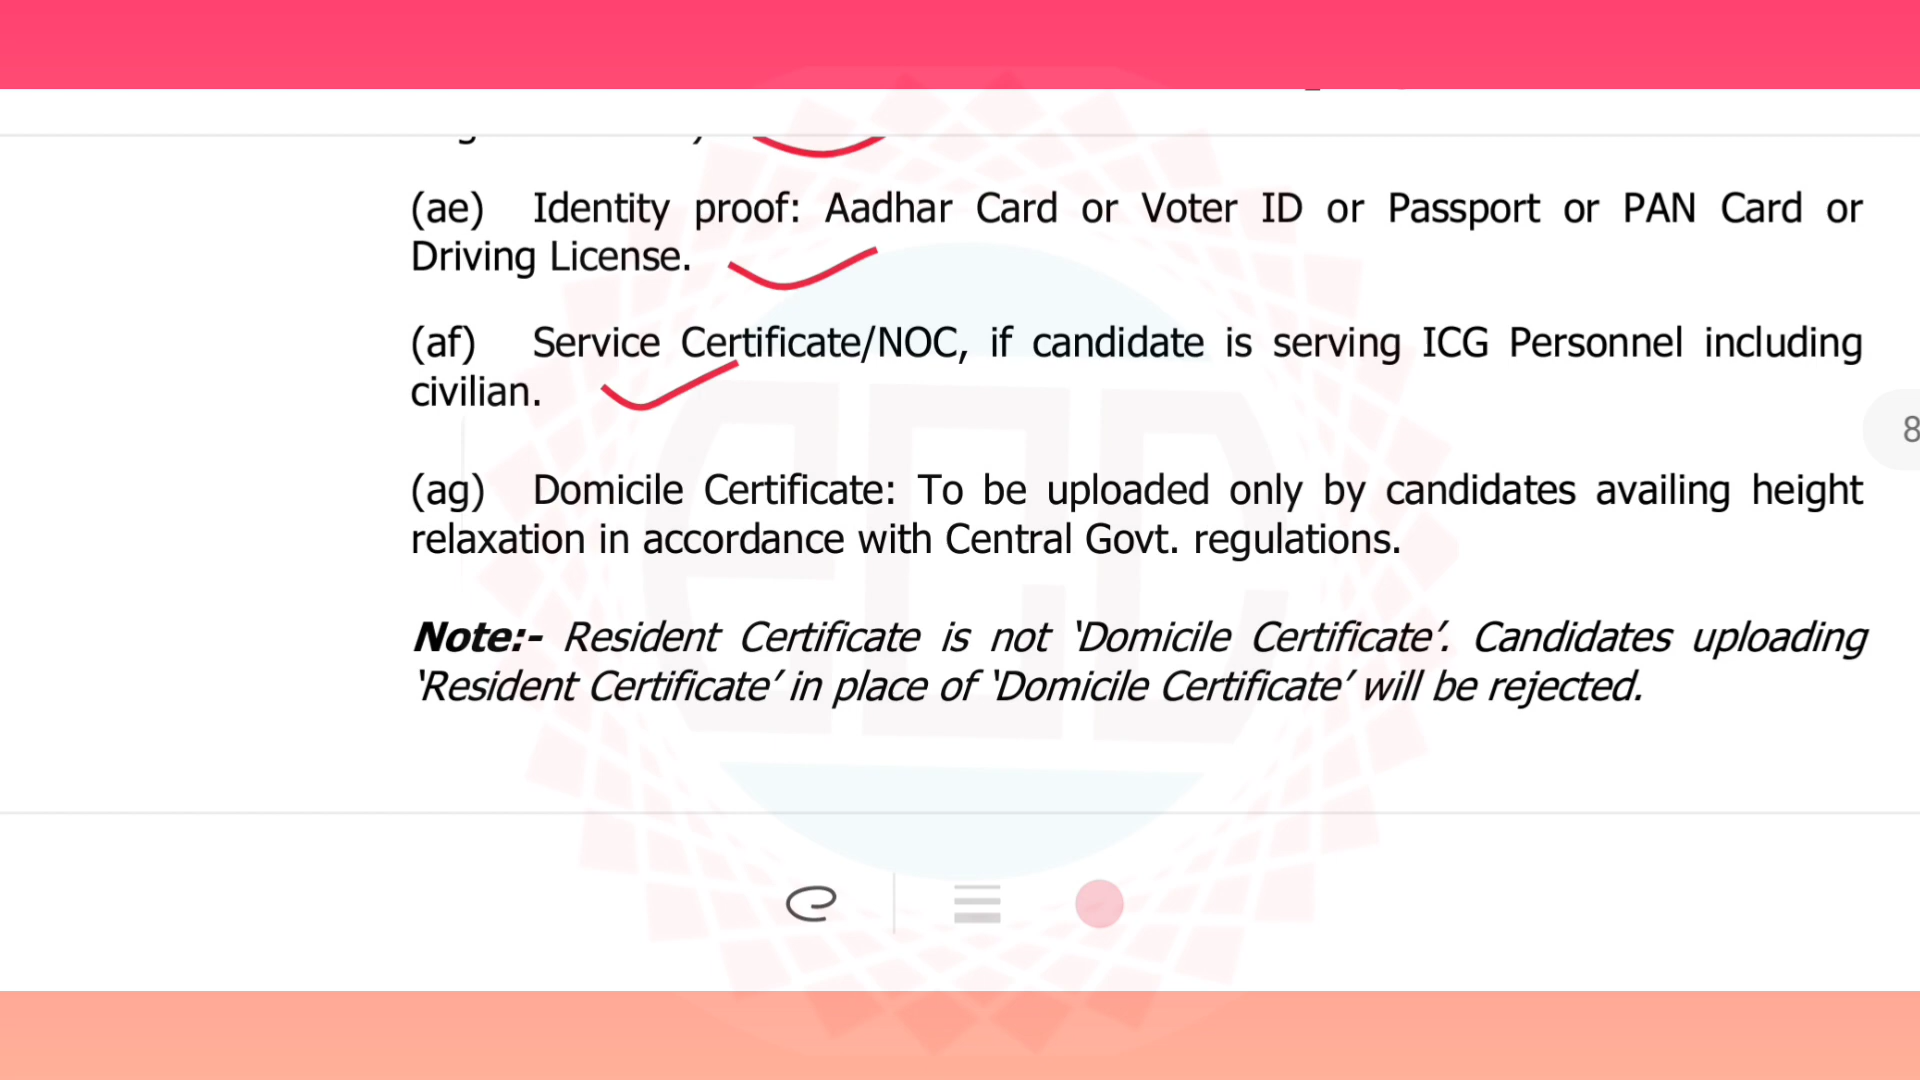 (ae) Identity proof: Aadhar Card or Voter ID or Passport or PAN Card or
Driving License.
(af) Service Certificate/NOC, if candidate is serving ICG Personnel including
civilian.
8
(ag) Domicile Certificate: To be uploaded only by candidates availing height
relaxation in accordance with Central Govt. regulations.
Note:- Resident Certificate is not ‘Domicile Certificate’. Candidates uploading
‘Resident Certificate’ in place of ‘Domicile Certificate’ will be rejected.